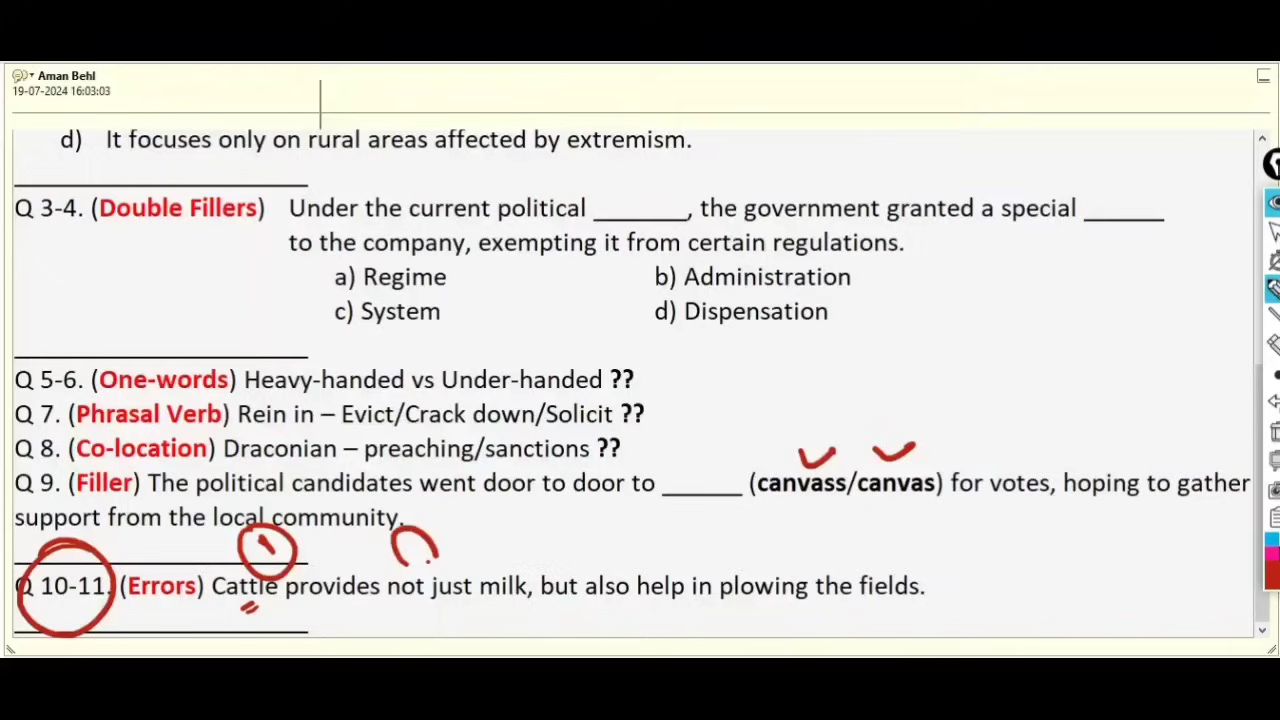 Aman Behl
19-07-2024 16:03:03
d) It focuses only on rural areas affected by extremism.
Q 3-4. (Double Fillers) Under the current political _______, the government granted a special ______
to the company, exempting it from certain regulations.
a) Regime b) Administration
c) System d) Dispensation
Q 5-6. (One-words) Heavy-handed vs Under-handed ??
Q 7. (Phrasal Verb) Rein in – Evict/Crack down/Solicit ??
Q 8. (Co-location) Draconian – preaching/sanctions ??
Q 9. (Filler) The political candidates went door to door to ______ (canvass/canvas) for votes, hoping to gather
support from the local community.
Q 10-11. (Errors) Cattle provides not just milk, but also help in plowing the fields.